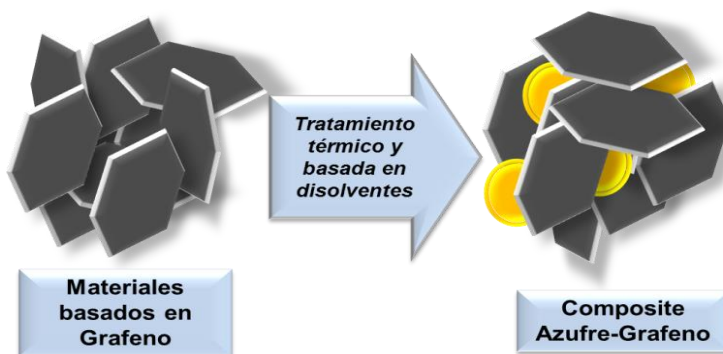 Tratamiento
térmico y
basada en
disolventes
Materiales
basados en
Grafeno
Composite
Azufre-Grafeno